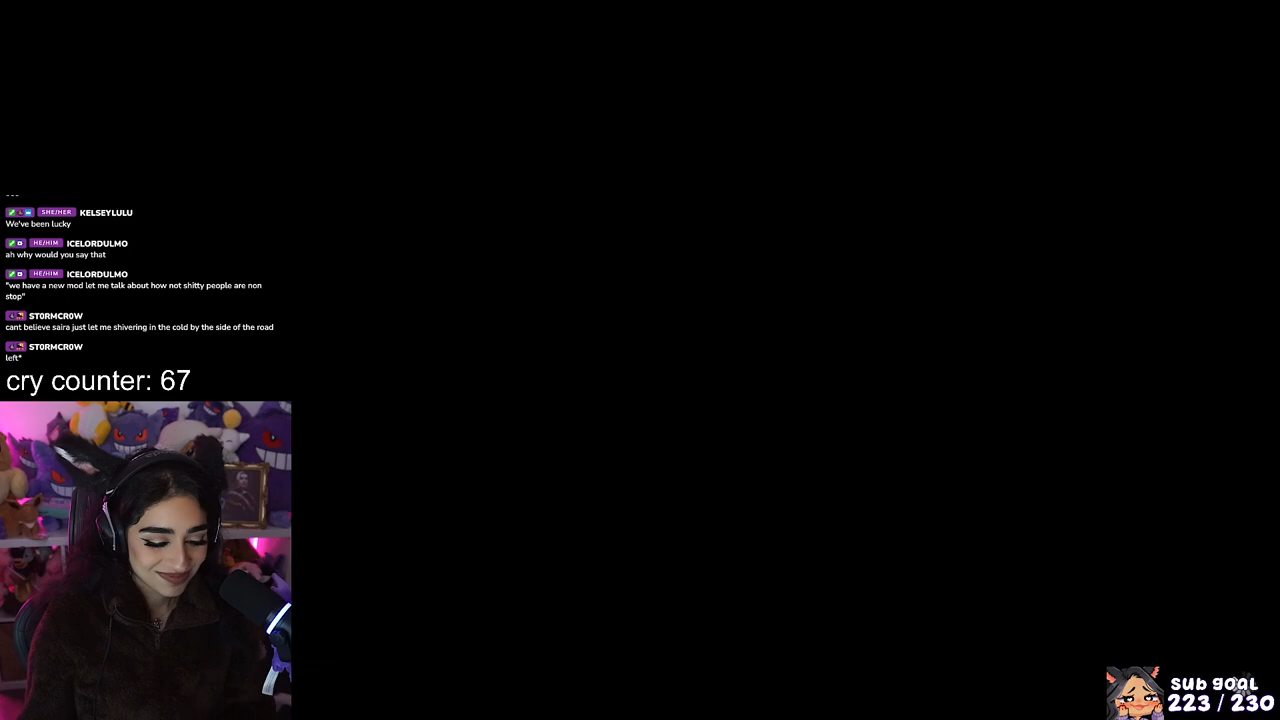 SHE/HER KELSEYLULU
We've been lucky
HE/HIM ICELORDULMO
ah why would you say that
HE/HIM ICELORDULMO
"we have a new mod let me talk about how not shitty people are non
stop"
ST0RMCR0W
cant believe saira just let me shivering in the cold by the side of the road
ST0RMCR0W
left*
cry counter: 67
sub goal
223 / 230